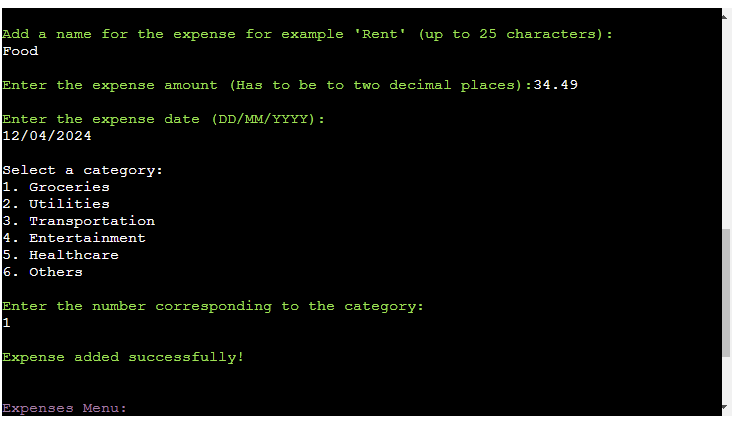 Add a name for the expense for example 'Rent' (up to 25 characters):
Food
Enter the expense amount (Has to be to two decimal places):34.49
Enter the expense date (DD/MM/YYYY):
12/04/2024
Select a category:
1. Groceries
2. Utilities
3. Transportation
4. Entertainment
5. Healthcare
6. Others
Enter the number corresponding to the category:
1
Expense added successfully!
Expenses Menu: